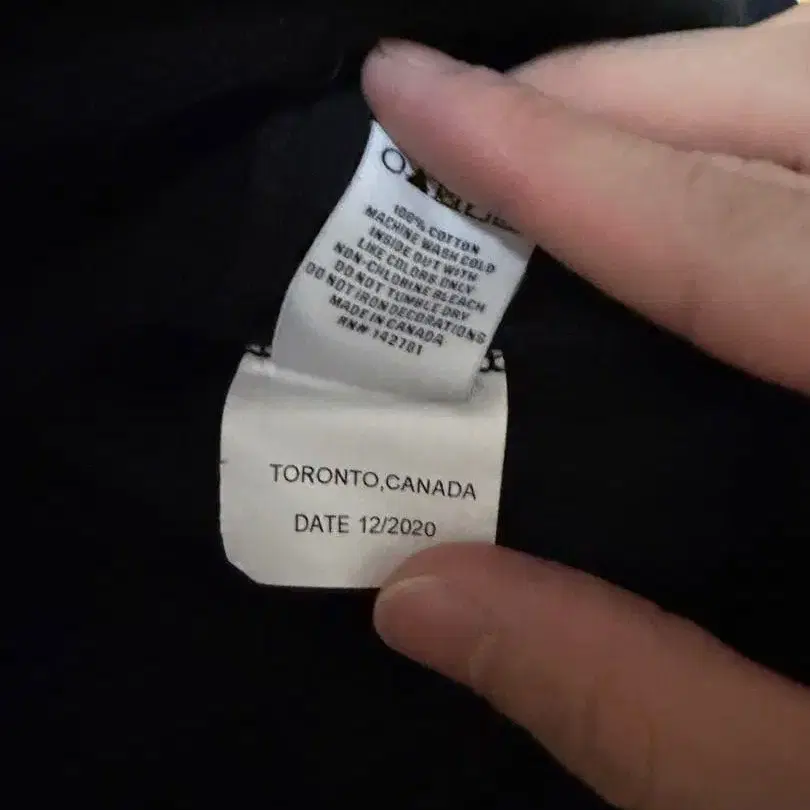 100% COTTON
MACHINE WASH COLD
INSIDE OUT WITH
LIKE COLORS ONLY
NON-CHLORINE BLEACH
DO NOT TUMBLE DRY
DO NOT IRON DECORATIONS
MADE IN CANADA
RN# 142701
TORONTO,CANADA
DATE 12/2020